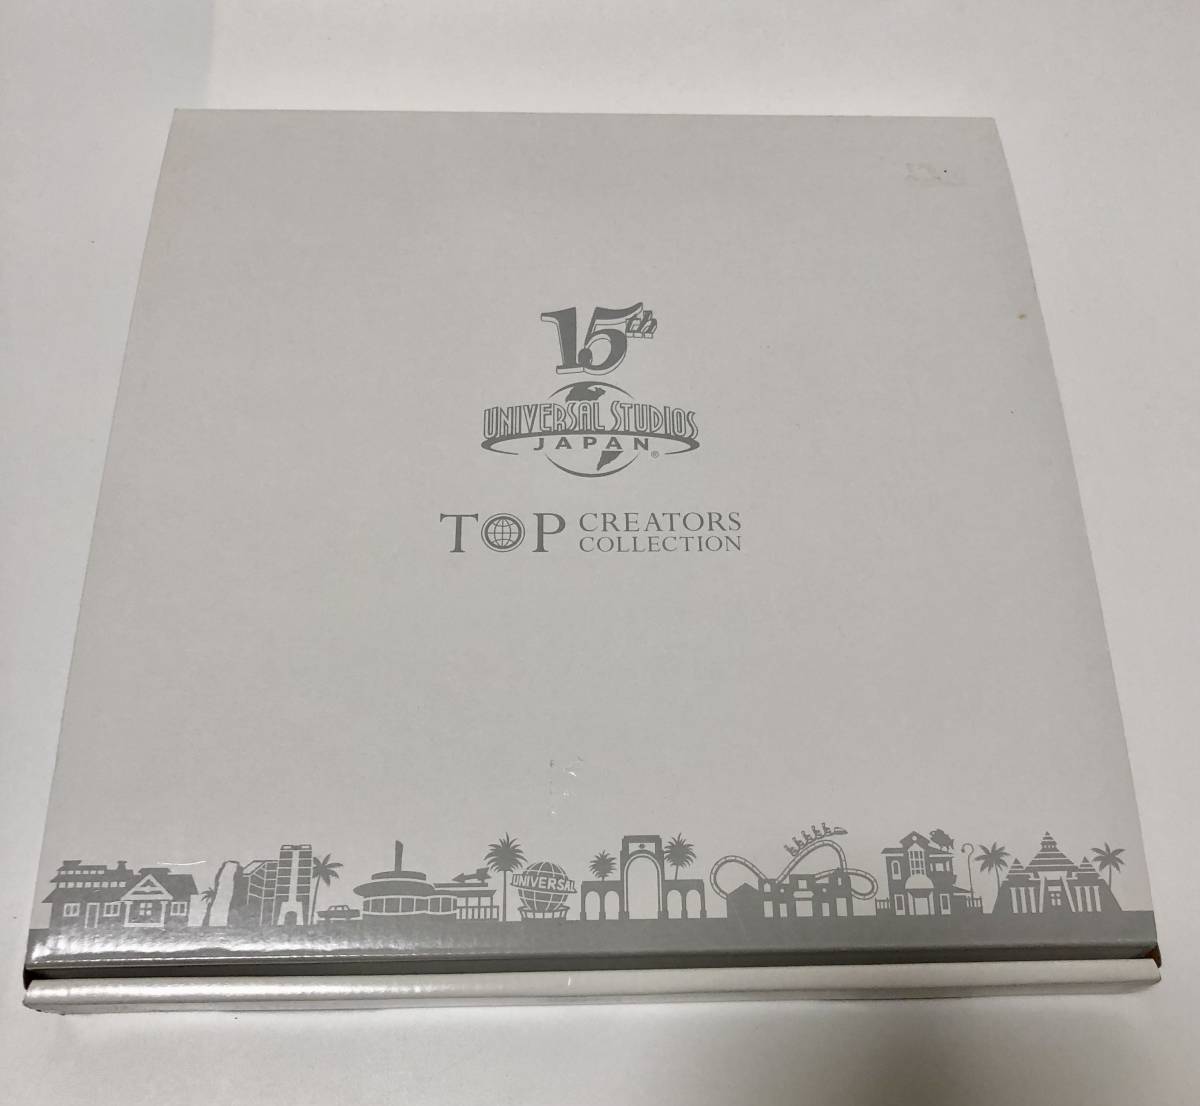 15th
UNIVERSAL STUDIOS
JAPAN®
TOP CREATORS
COLLECTION
UNIVERSAL